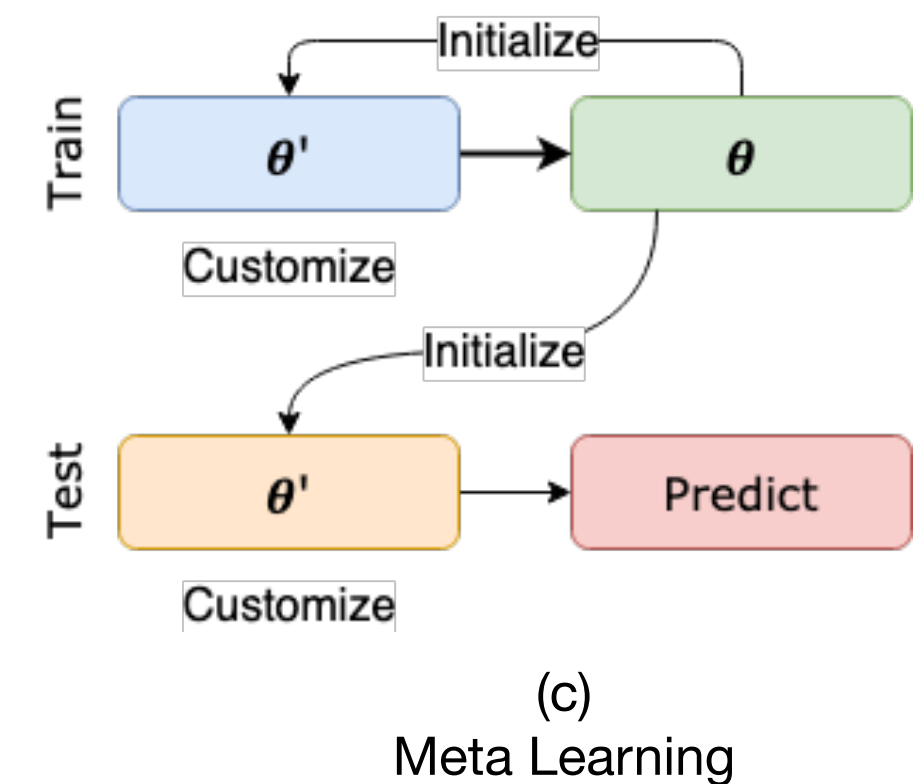 Initialize
Train
θ'
θ
Customize
Initialize
Test
θ'
Predict
Customize
(c)
Meta Learning